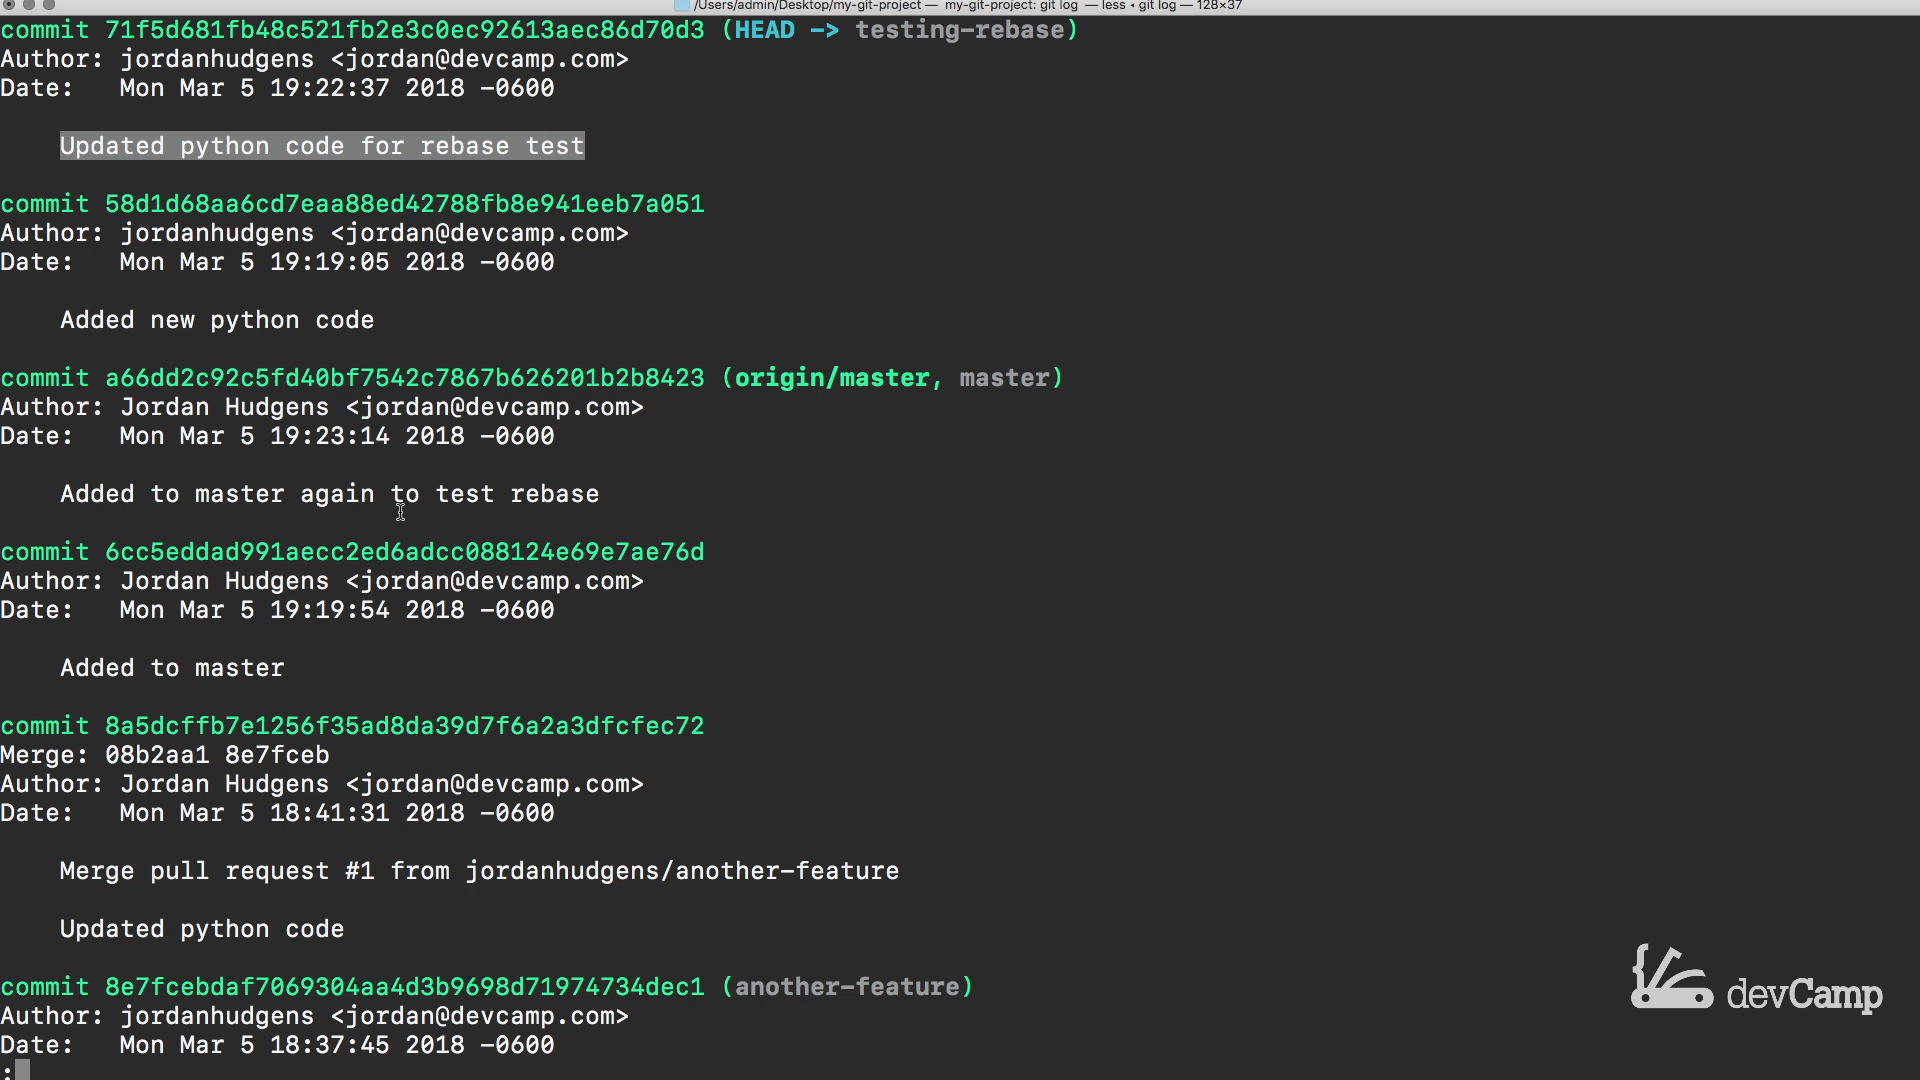 /Users/admin/Desktop/my-git-project — my-git-project: git log — less ◂ git log — 128×37
commit 71f5d681fb48c521fb2e3c0ec92613aec86d70d3 (HEAD -> testing-rebase)
Author: jordanhudgens <jordan@devcamp.com>
Date:   Mon Mar 5 19:22:37 2018 -0600
    Updated python code for rebase test
commit 58d1d68aa6cd7eaa88ed42788fb8e941eeb7a051
Author: jordanhudgens <jordan@devcamp.com>
Date:   Mon Mar 5 19:19:05 2018 -0600
    Added new python code
commit a66dd2c92c5fd40bf7542c7867b626201b2b8423 (origin/master, master)
Author: Jordan Hudgens <jordan@devcamp.com>
Date:   Mon Mar 5 19:23:14 2018 -0600
    Added to master again to test rebase
commit 6cc5eddad991aecc2ed6adcc088124e69e7ae76d
Author: Jordan Hudgens <jordan@devcamp.com>
Date:   Mon Mar 5 19:19:54 2018 -0600
    Added to master
commit 8a5dcffb7e1256f35ad8da39d7f6a2a3dfcfec72
Merge: 08b2aa1 8e7fceb
Author: Jordan Hudgens <jordan@devcamp.com>
Date:   Mon Mar 5 18:41:31 2018 -0600
    Merge pull request #1 from jordanhudgens/another-feature
    Updated python code
commit 8e7fcebdaf7069304aa4d3b9698d71974734dec1 (another-feature)
Author: jordanhudgens <jordan@devcamp.com>
Date:   Mon Mar 5 18:37:45 2018 -0600
:
devCamp